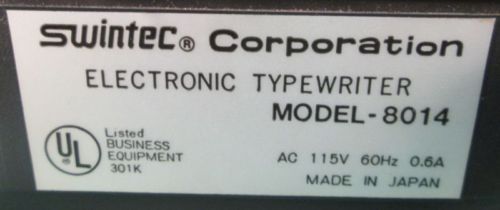 swintec® Corporation
ELECTRONIC TYPEWRITER
MODEL-8014
UL
Listed
BUSINESS
EQUIPMENT
301K
AC 115V 60Hz 0.6A
MADE IN JAPAN